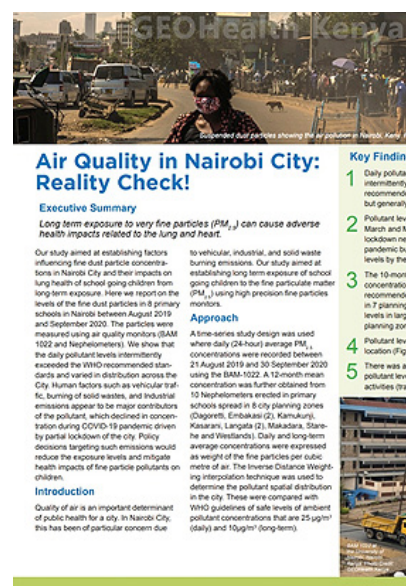 GEOHealth Kenya
Suspended dust particles showing the air pollution in Nairobi, Keny
Air Quality in Nairobi City:
Reality Check!
Executive Summary
Long term exposure to very fine particles (PM2.5) can cause adverse
health impacts related to the lung and heart.
Our study aimed at establishing factors
influencing fine dust particle concentra-
tions in Nairobi City and their impacts on
lung health of school going children from
long-term exposure. Here we report on the
levels of the fine dust particles in 8 primary
schools in Nairobi between August 2019
and September 2020. The particles were
measured using air quality monitors (BAM
1022 and Nephelometers). We show that
the daily pollutant levels intermittently
exceeded the WHO recommended stan-
dards and varied in distribution across the
City. Human factors such as vehicular traf-
fic, burning of solid wastes, and Industrial
emissions appear to be major contributors
of the pollutant, which declined in concen-
tration during COVID-19 pandemic driven
by partial lockdown of the city. Policy
decisions targeting such emissions would
reduce the exposure levels and mitigate
health impacts of fine particle pollutants on
children.
Introduction
Quality of air is an important determinant
of public health for a city. In Nairobi City,
this has been of particular concern due
to vehicular, industrial, and solid waste
burning emissions. Our study aimed at
establishing long term exposure of school
going children to the fine particulate matter
(PM2.5) using high precision fine particles
monitors.
Approach
A time-series study design was used
where daily (24-hour) average PM2.5
concentrations were recorded between
21 August 2019 and 30 September 2020
using the BAM-1022. A 12-month mean
concentration was further obtained from
10 Nephelometers erected in primary
schools spread in 8 city planning zones
(Dagoretti, Embakasi (2), Kamukunji,
Kasarani, Langata (2), Makadara, Stare-
he and Westlands). Daily and long-term
average concentrations were expressed
as weight of the fine particles per cubic
metre of air. The Inverse Distance Weight-
ing interpolation technique was used to
determine the pollutant spatial distribution
in the city. These were compared with
WHO guidelines of safe levels of ambient
pollutant concentrations that are 25 µg/m³
(daily) and 10µg/m³ (long-term).
Key Findin
1 Daily polluta
intermittently
recommend
but generally
2 Pollutant lev
March and M
lockdown ne
pandemic bu
levels by the
3 The 10-mon
concentratio
recommende
in 7 planning
levels in larg
planning zon
4 Pollutant lev
location (Fig
5 There was a
pollutant leve
activities (tra
BAM 1022 at
the University of